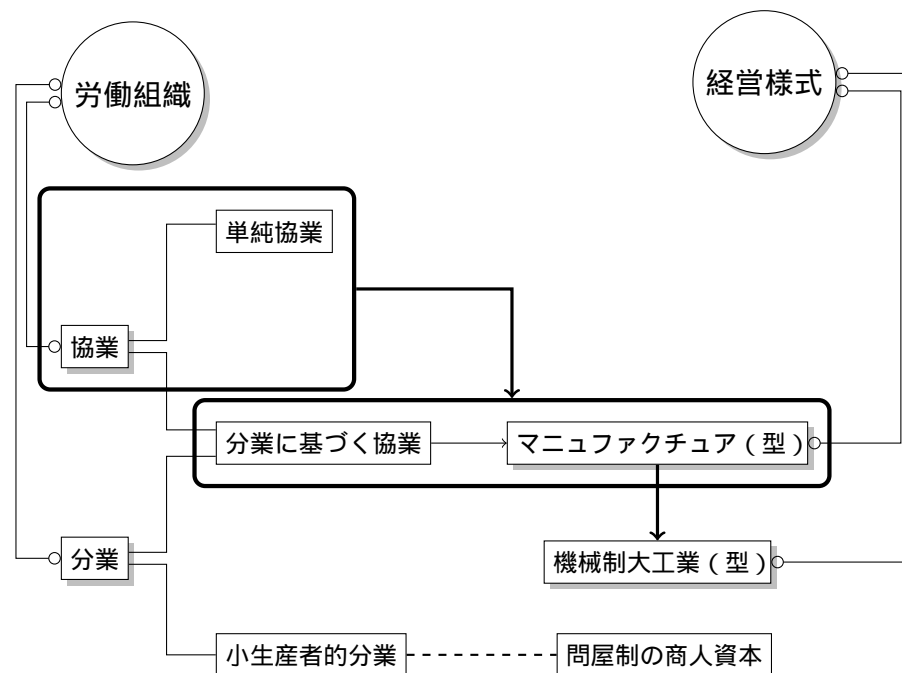 労働組織
経営様式
単純協業
協業
分業に基づく協業
マニュファクチュア（型）
分業
機械制大工業（型）
小生産者的分業
問屋制の商人資本